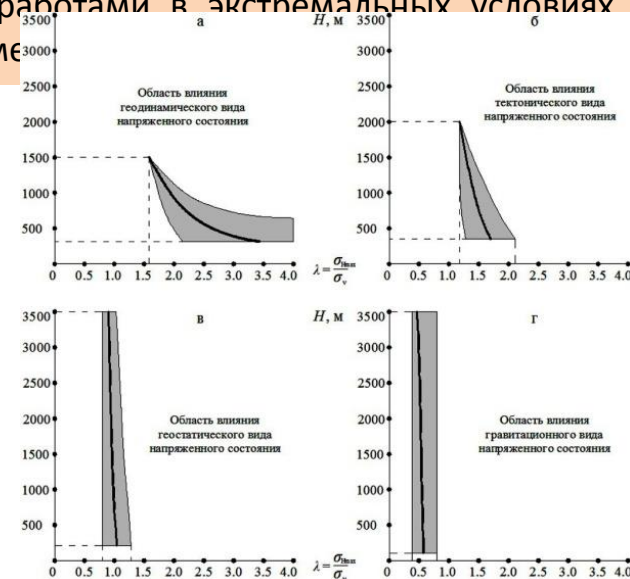 работами в экстремальных условиях
3500
3000
2500
2000
1500
1000
500
а
Область влияния
геодинамического вида
напряженного состояния
0 0.5 1.0 1.5 2.0 2.5 3.0 3.5 4.0
H, м
3500
3000
2500
2000
1500
1000
500
б
Область влияния
тектонического вида
напряженного состояния
λ=
σv
0 0.5 1.0 1.5 2.0 2.5 3.0 3.5 4.0
3500
3000
2500
2000
1500
1000
500
в
Область влияния
геостатического вида
напряженного состояния
0 0.5 1.0 1.5 2.0 2.5 3.0 3.5 4.0
H, м
3500
3000
2500
2000
1500
1000
500
г
Область влияния
гравитационного вида
напряженного состояния
λ=
0 0.5 1.0 1.5 2.0 2.5 3.0 3.5 4.0